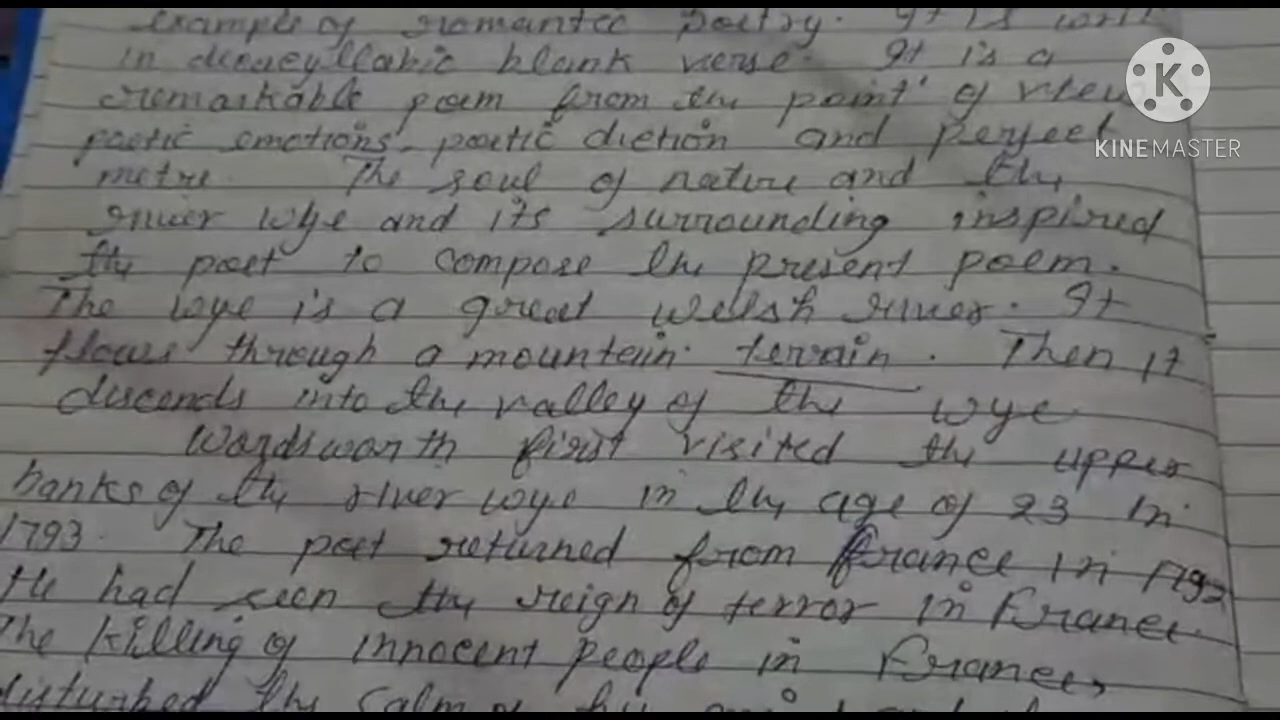 example of romantic poetry. It is
in decasyllabic blank verse. It is a
remarkable poem from the point of view
poetic emotions, poetic diction and perfect
metre. The soul of nature and the
river wye and its surrounding inspired
the poet to compose the present poem.
The wye is a great welsh river. It
flows through a mountain terrain. Then it
descends into the valley of the wye
Wordsworth first visited the upper
banks of the river wye in the age of 23 in
1793. The poet returned from france in 1792
He had seen the reign of terror in France.
The killing of innocent people in France,
disturbed the calm of his
K
KINEMASTER